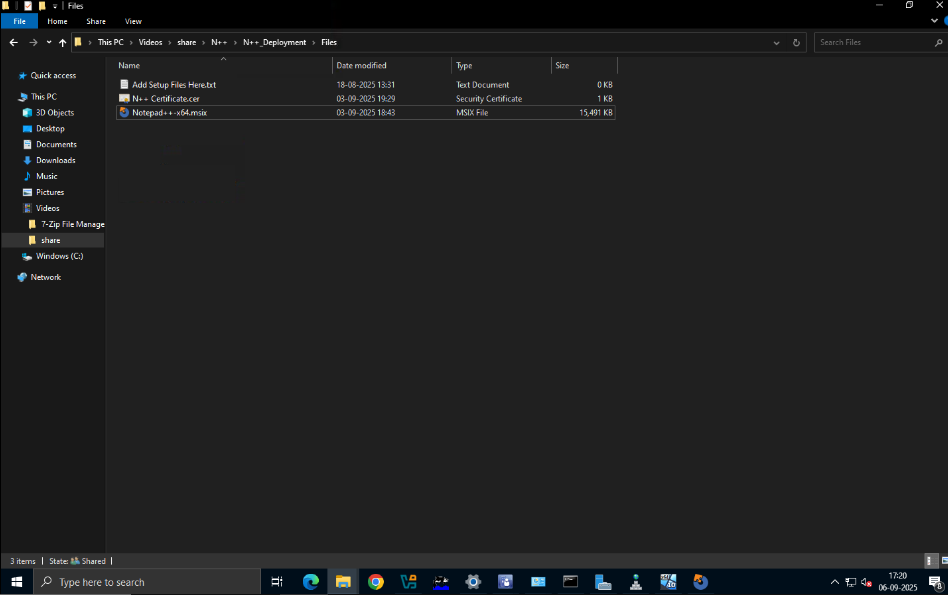 Files
File Home Share View
This PC Videos share N++ N++_Deployment Files
Search Files
Name Date modified Type Size
Quick access
This PC
3D Objects
Desktop
Documents
Downloads
Music
Pictures
Videos
7-Zip File Manage
share
Windows (C:)
Network
Add Setup Files Here.txt 18-08-2025 13:31 Text Document 0 KB
N++ Certificate.cer 03-09-2025 19:29 Security Certificate 1 KB
Notepad++-x64.msix 03-09-2025 18:43 MSIX File 15,491 KB
3 items State: Shared
Type here to search
17:20
06-09-2025